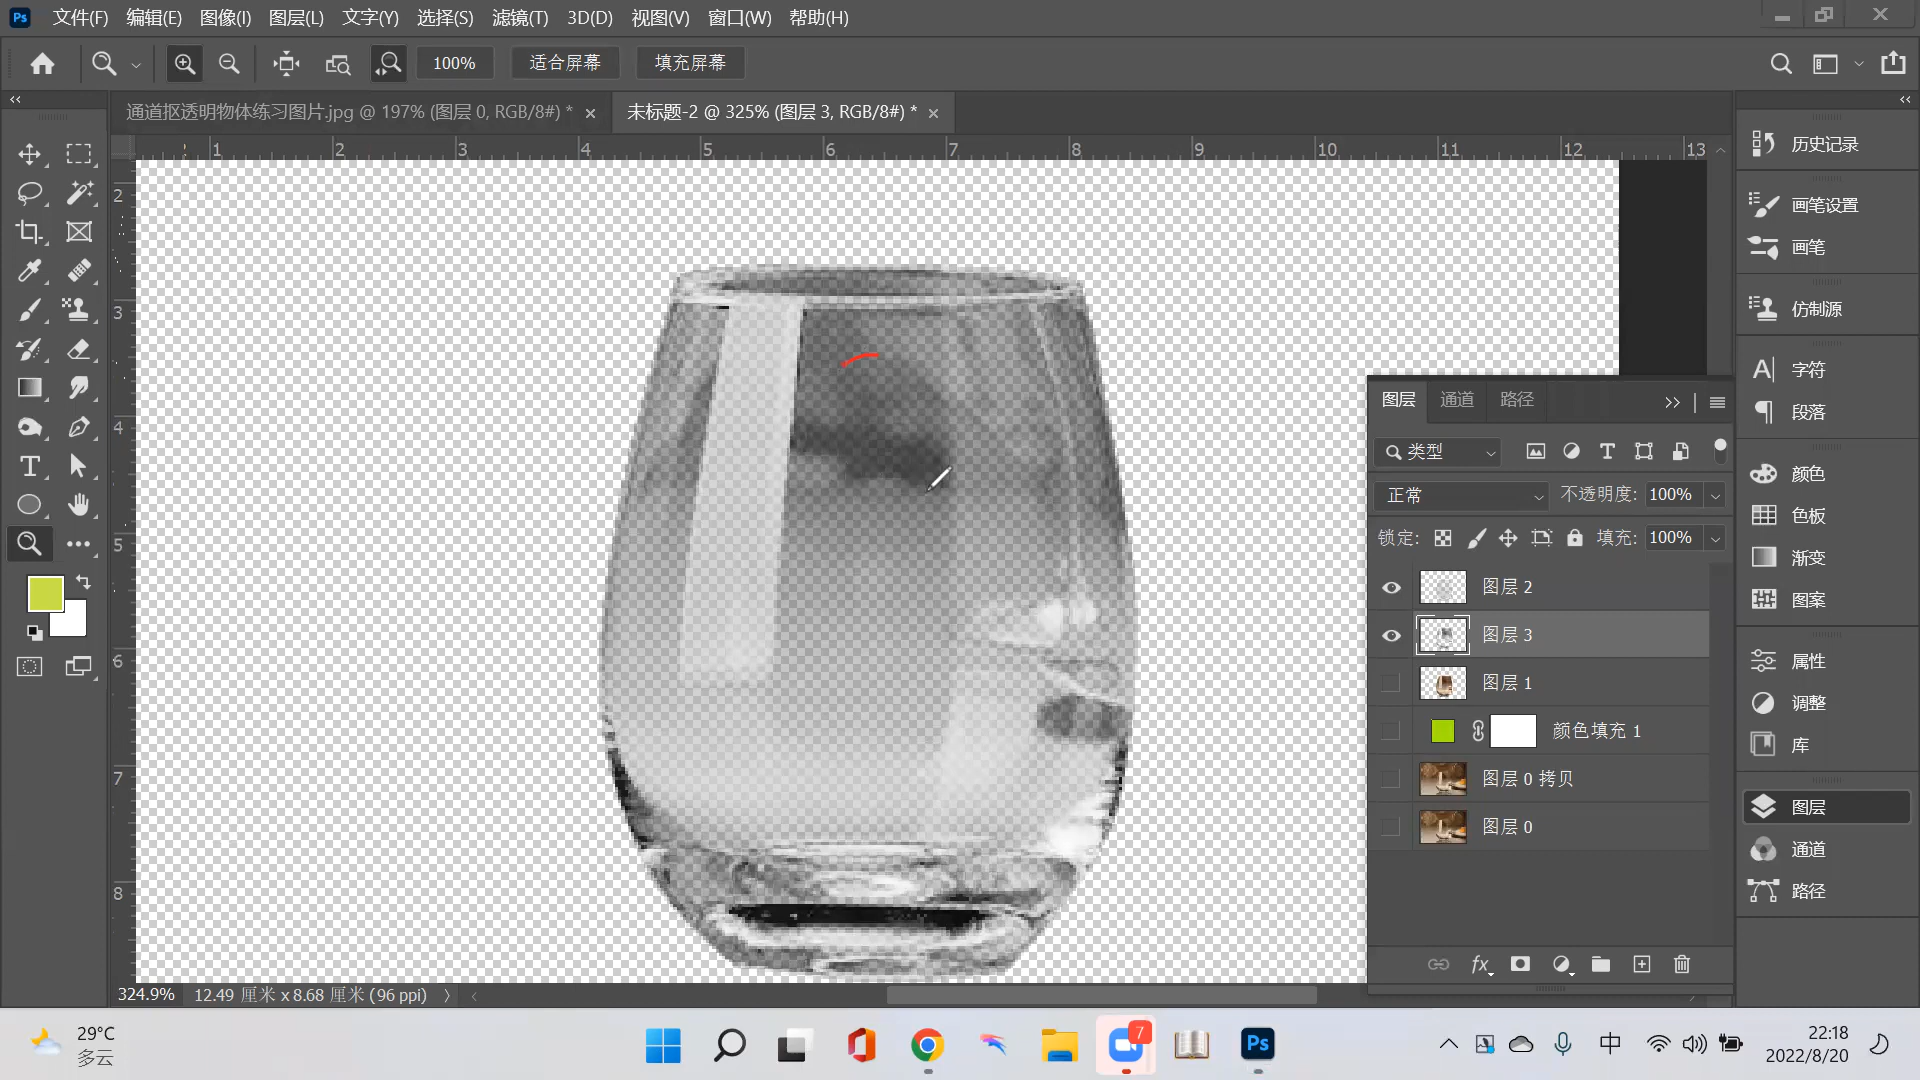 Ps 文件(F) 编辑(E) 图像(I) 图层(L) 文字(Y) 选择(S) 滤镜(T) 3D(D) 视图(V) 窗口(W) 帮助(H)
100% 适合屏幕 填充屏幕
通道抠透明物体练习图片.jpg @ 197% (图层 0, RGB/8#) * 未标题-2 @ 325% (图层 3, RGB/8#) *
1 2 3 4 5 6 7 8 9 10 11 12 13
2
3
4
5
6
7
8
历史记录
画笔设置
画笔
仿制源
字符
段落
颜色
色板
渐变
图案
属性
调整
库
图层
通道
路径
图层 通道 路径
类型
正常 不透明度: 100%
锁定: 填充: 100%
图层 2
图层 3
图层 1
颜色填充 1
图层 0 拷贝
图层 0
fx
324.9% 12.49 厘米 x 8.68 厘米 (96 ppi)
29°C
多云
7
Ps
中
22:18
2022/8/20